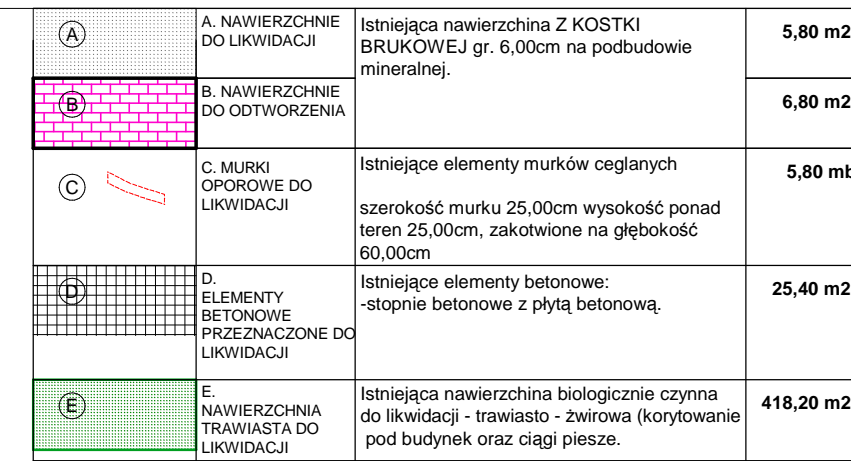 A
A. NAWIERZCHNIE
DO LIKWIDACJI
Istniejąca nawierzchina Z KOSTKI
BRUKOWEJ gr. 6,00cm na podbudowie
mineralnej.
5,80 m2
B
B. NAWIERZCHNIE
DO ODTWORZENIA
6,80 m2
C
C. MURKI
OPOROWE DO
LIKWIDACJI
Istniejące elementy murków ceglanych
szerokość murku 25,00cm wysokość ponad
teren 25,00cm, zakotwione na głębokość
60,00cm
5,80 mb
D
D.
ELEMENTY
BETONOWE
PRZEZNACZONE DO
LIKWIDACJI
Istniejące elementy betonowe:
-stopnie betonowe z płytą betonową.
25,40 m2
E
E.
NAWIERZCHNIA
TRAWIASTA DO
LIKWIDACJI
Istniejąca nawierzchina biologicznie czynna
do likwidacji - trawiasto - żwirowa (korytowanie
pod budynek oraz ciągi piesze.
418,20 m2